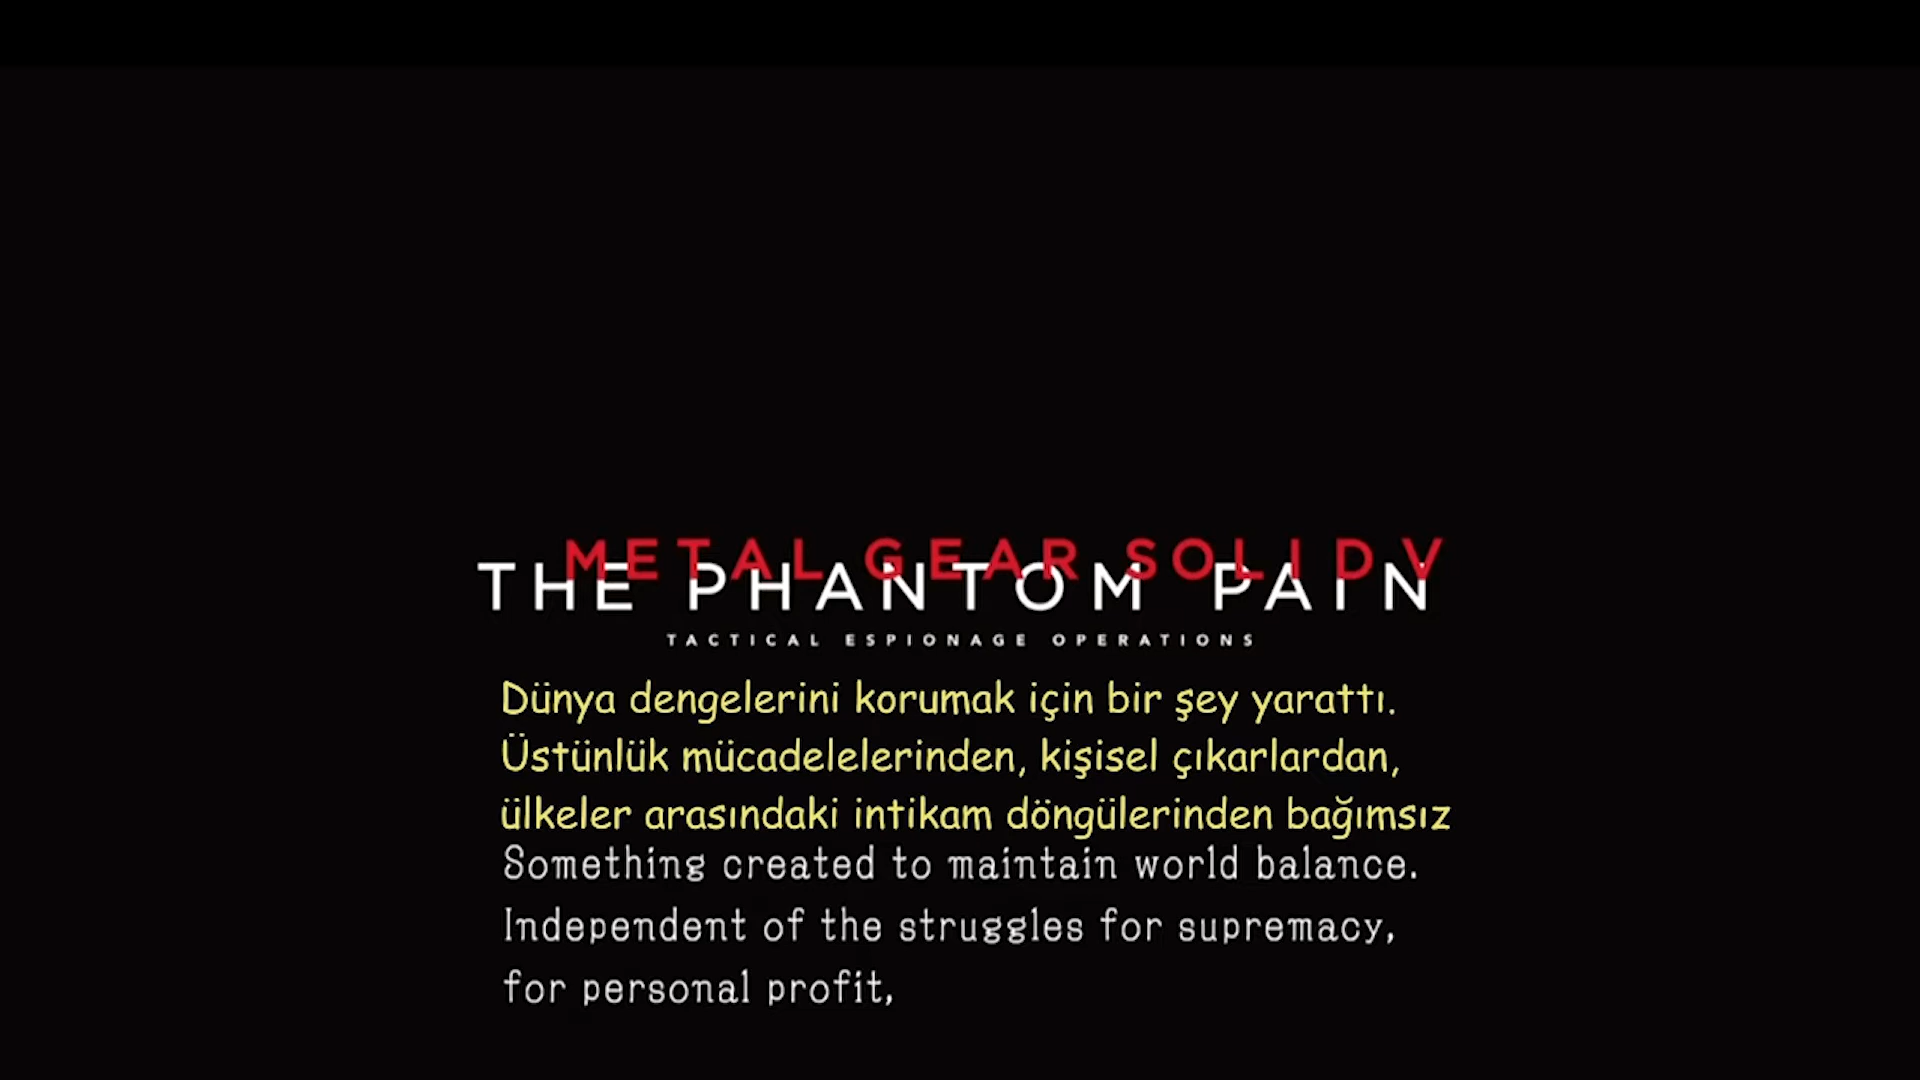 METAL GEAR SOLID V
THE PHANTOM PAIN
TACTICAL ESPIONAGE OPERATIONS
Dünya dengelerini korumak için bir şey yarattı.
Üstünlük mücadelelerinden, kişisel çıkarlardan,
ülkeler arasındaki intikam döngülerinden bağımsız
Something created to maintain world balance.
Independent of the struggles for supremacy,
for personal profit,